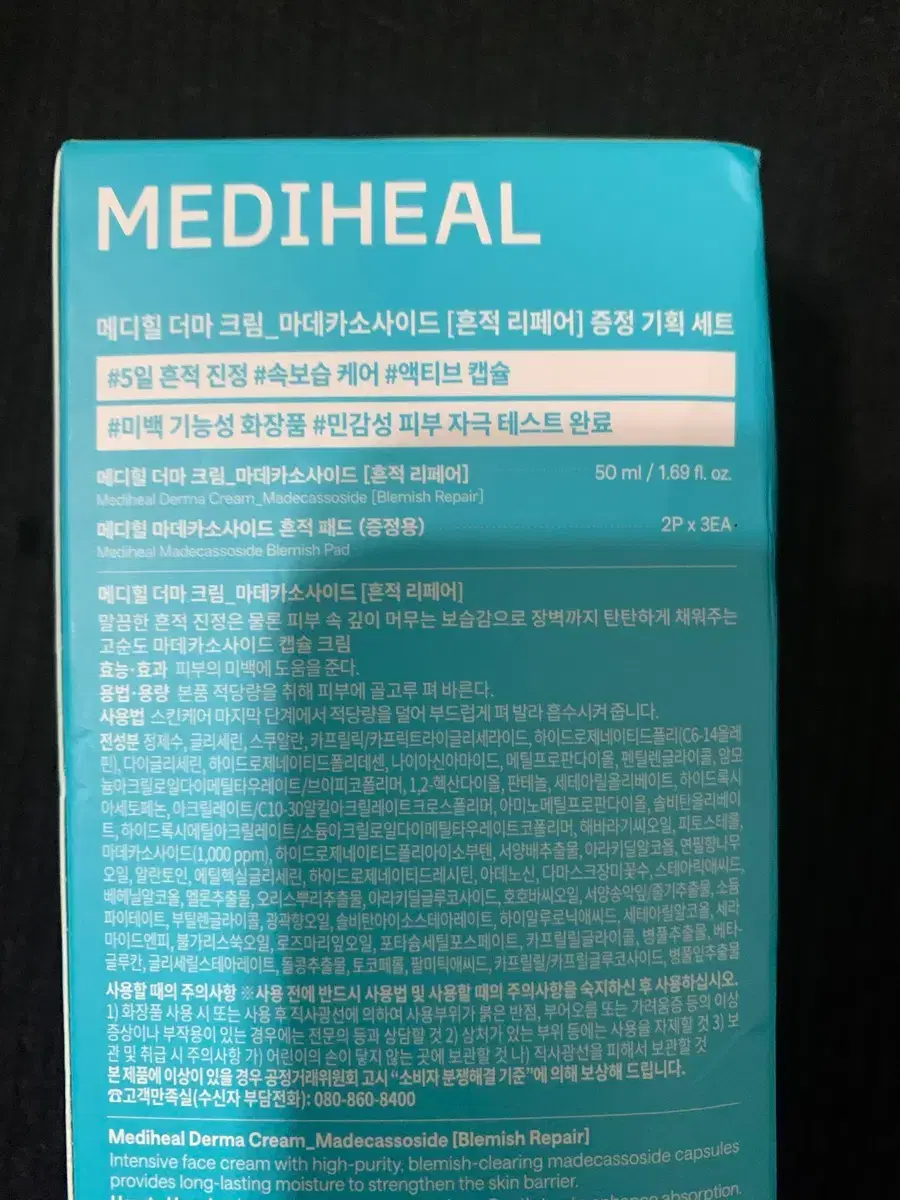 MEDIHEAL
메디힐 더마 크림_마데카소사이드 [흔적 리페어] 증정 기획 세트
#5일 흔적 진정 #속보습 케어 #액티브 캡슐
#미백 기능성 화장품 #민감성 피부 자극 테스트 완료
메디힐 더마 크림_마데카소사이드 [흔적 리페어] 50 ml / 1.69 fl. oz.
Mediheal Derma Cream_Madecassoside [Blemish Repair]
메디힐 마데카소사이드 흔적 패드 (증정용) 2P x 3EA
Mediheal Madecassoside Blemish Pad
메디힐 더마 크림_마데카소사이드 [흔적 리페어]
말끔한 흔적 진정은 물론 피부 속 깊이 머무는 보습감으로 장벽까지 탄탄하게 채워주는
고순도 마데카소사이드 캡슐 크림
효능·효과 피부의 미백에 도움을 준다.
용법·용량 본품 적당량을 취해 피부에 골고루 펴 바른다.
사용법 스킨케어 마지막 단계에서 적당량을 덜어 부드럽게 펴 발라 흡수시켜 줍니다.
전성분 정제수, 글리세린, 스쿠알란, 카프릴릭/카프릭트라이글리세라이드, 하이드로제네이티드폴리(C6-14올레
핀), 다이글리세린, 하이드로제네이티드폴리데센, 나이아신아마이드, 메틸프로판다이올, 펜틸렌글라이콜, 암모
늄아크릴로일다이메틸타우레이트/브이피코폴리머, 1,2-헥산다이올, 판테놀, 세테아릴올리베이트, 하이드록시
아세토페논, 아크릴레이트/C10-30알킬아크릴레이트크로스폴리머, 아미노메틸프로판다이올, 솔비탄올리베이
트, 하이드록시에틸아크릴레이트/소듐아크릴로일다이메틸타우레이트코폴리머, 해바라기씨오일, 피토스테롤,
마데카소사이드(1,000 ppm), 하이드로제네이티드폴리아이소부텐, 서양배추출물, 아라키딜알코올, 연필향나무
오일, 알란토인, 에틸헥실글리세린, 하이드로제네이티드레시틴, 아데노신, 다마스크장미꽃수, 스테아릭애씨드,
베헤닐알코올, 멜론추출물, 오리스뿌리추출물, 아라키딜글루코사이드, 호호바씨오일, 서양송악잎/줄기추출물, 소듐
파이테이트, 부틸렌글라이콜, 광곽향오일, 솔비탄아이소스테아레이트, 하이알루로닉애씨드, 세테아릴알코올, 세라
마이드엔피, 불가리스쑥오일, 로즈마리잎오일, 포타슘세틸포스페이트, 카프릴릴글라이콜, 병풀추출물, 베타-
글루칸, 글리세릴스테아레이트, 돌콩추출물, 토코페롤, 팔미틱애씨드, 카프릴릴/카프릴글루코사이드, 병풀잎추출물
사용할 때의 주의사항 ※사용 전에 반드시 사용법 및 사용할 때의 주의사항을 숙지하신 후 사용하십시오.
1) 화장품 사용 시 또는 사용 후 직사광선에 의하여 사용부위가 붉은 반점, 부어오름 또는 가려움증 등의 이상
증상이나 부작용이 있는 경우에는 전문의 등과 상담할 것 2) 상처가 있는 부위 등에는 사용을 자제할 것 3) 보
관 및 취급 시 주의사항 가) 어린이의 손이 닿지 않는 곳에 보관할 것 나) 직사광선을 피해서 보관할 것
본 제품에 이상이 있을 경우 공정거래위원회 고시 “소비자 분쟁해결 기준”에 의해 보상해 드립니다.
☎고객만족실(수신자 부담전화): 080-860-8400
Mediheal Derma Cream_Madecassoside [Blemish Repair]
Intensive face cream with high-purity, blemish-clearing madecassoside capsules
provides long-lasting moisture to strengthen the skin barrier.
enhance absorption.